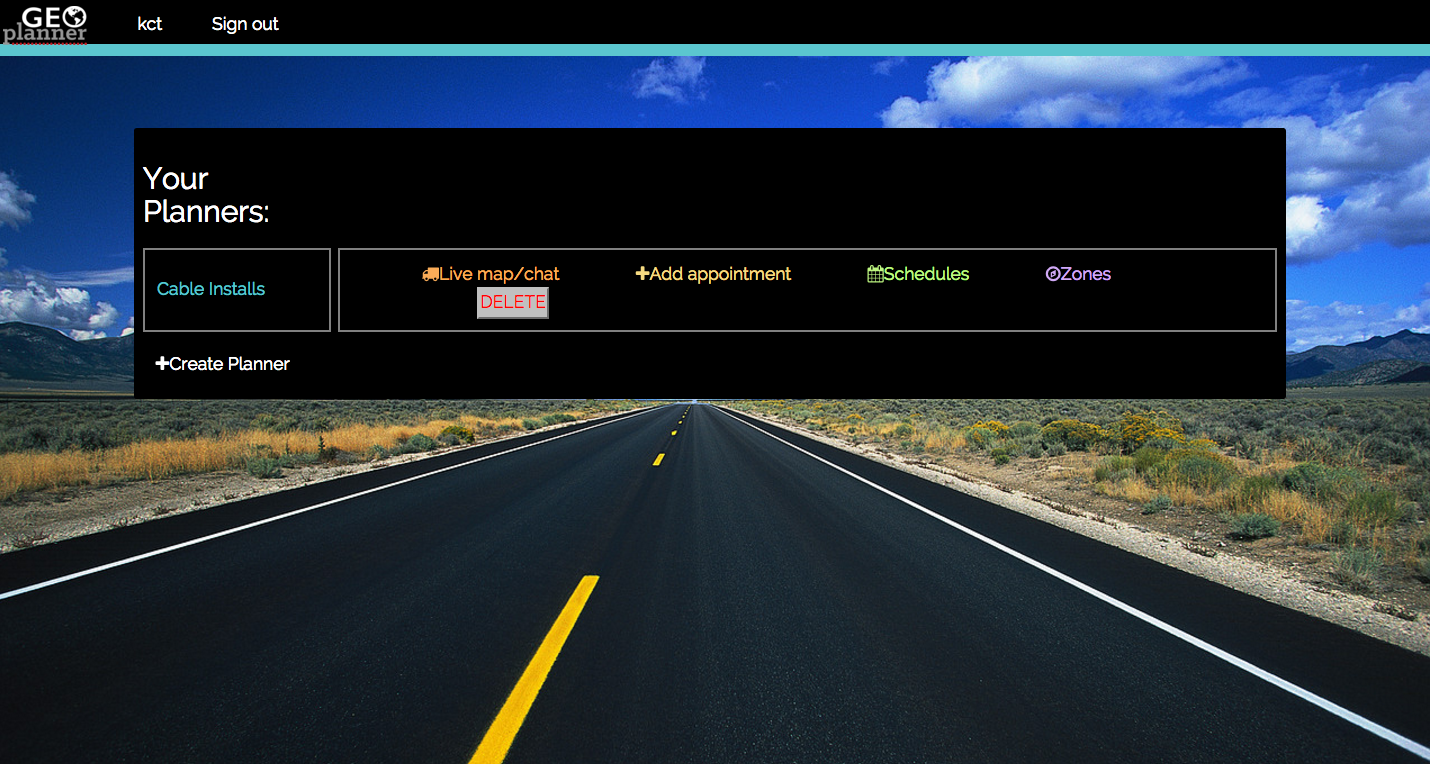 GEO
planner
kct Sign out
Your
Planners:
Cable Installs
Live map/chat Add appointment Schedules Zones
DELETE
Create Planner